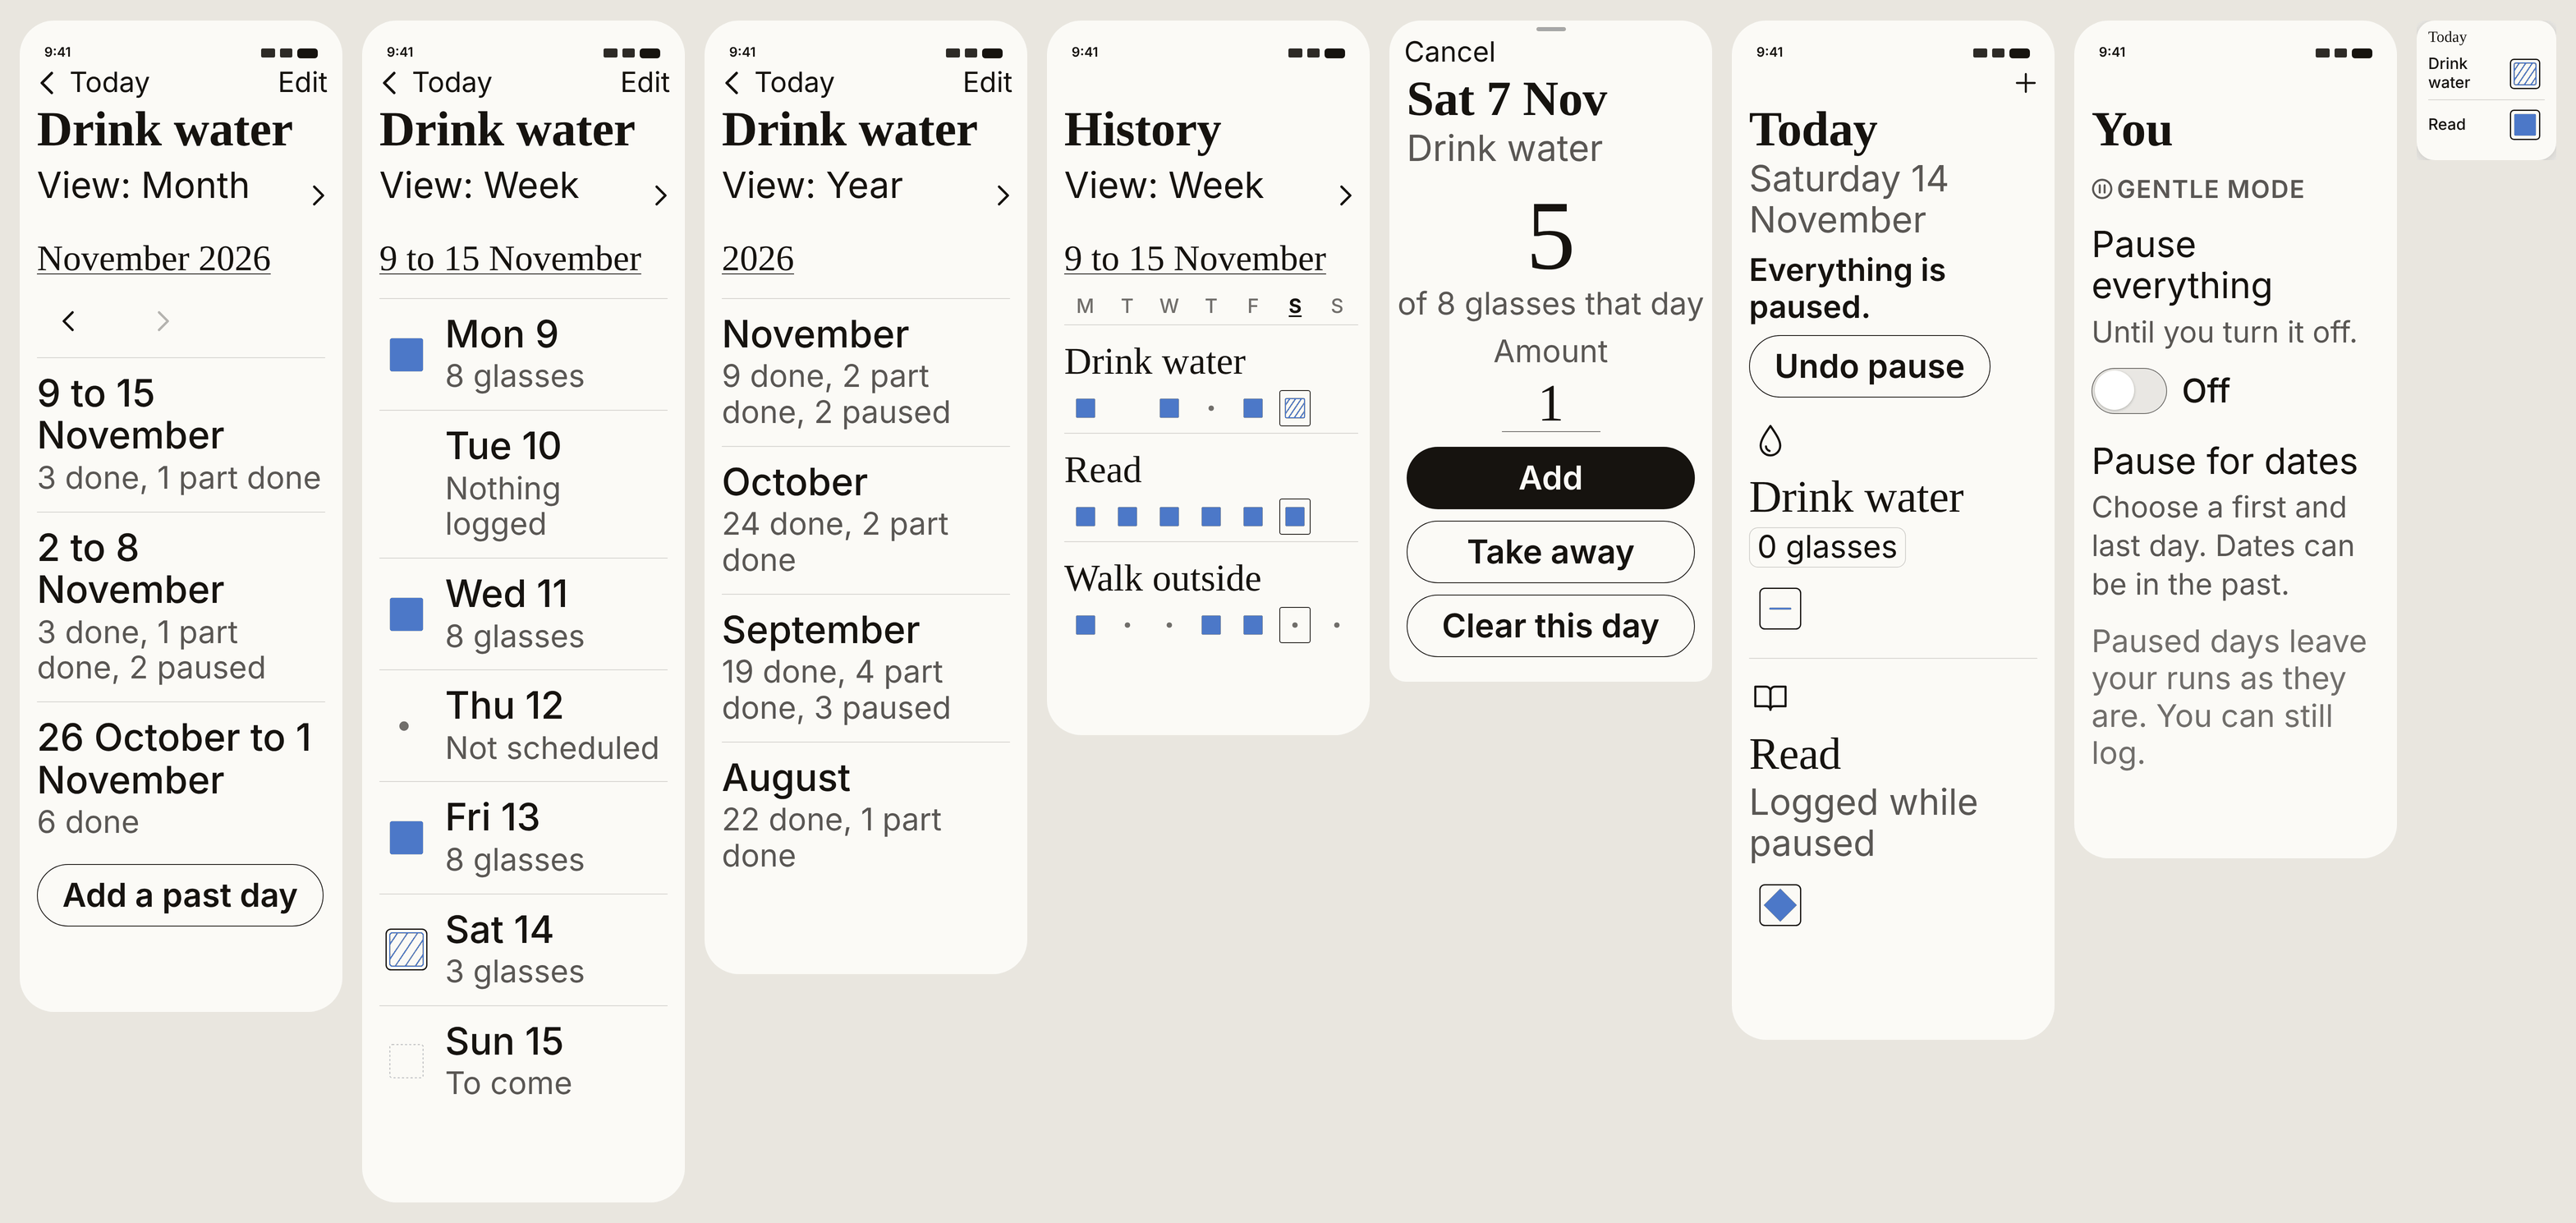 9:41
Today
Edit
Drink water
View: Month
November 2026
9 to 15
November
3 done, 1 part done
2 to 8
November
3 done, 1 part
done, 2 paused
26 October to 1
November
6 done
Add a past day
9:41
Today
Edit
Drink water
View: Week
9 to 15 November
Mon 9
8 glasses
Tue 10
Nothing
logged
Wed 11
8 glasses
Thu 12
Not scheduled
Fri 13
8 glasses
Sat 14
3 glasses
Sun 15
To come
9:41
Today
Edit
Drink water
View: Year
2026
November
9 done, 2 part
done, 2 paused
October
24 done, 2 part
done
September
19 done, 4 part
done, 3 paused
August
22 done, 1 part
done
9:41
History
View: Week
9 to 15 November
M T W T F S S
Drink water
Read
Walk outside
Cancel
Sat 7 Nov
Drink water
5
of 8 glasses that day
Amount
1
Add
Take away
Clear this day
9:41
Today
Saturday 14
November
Everything is
paused.
Undo pause
Drink water
0 glasses
Read
Logged while
paused
9:41
You
GENTLE MODE
Pause
everything
Until you turn it off.
Off
Pause for dates
Choose a first and
last day. Dates can
be in the past.
Paused days leave
your runs as they
are. You can still
log.
Today
Drink
water
Read